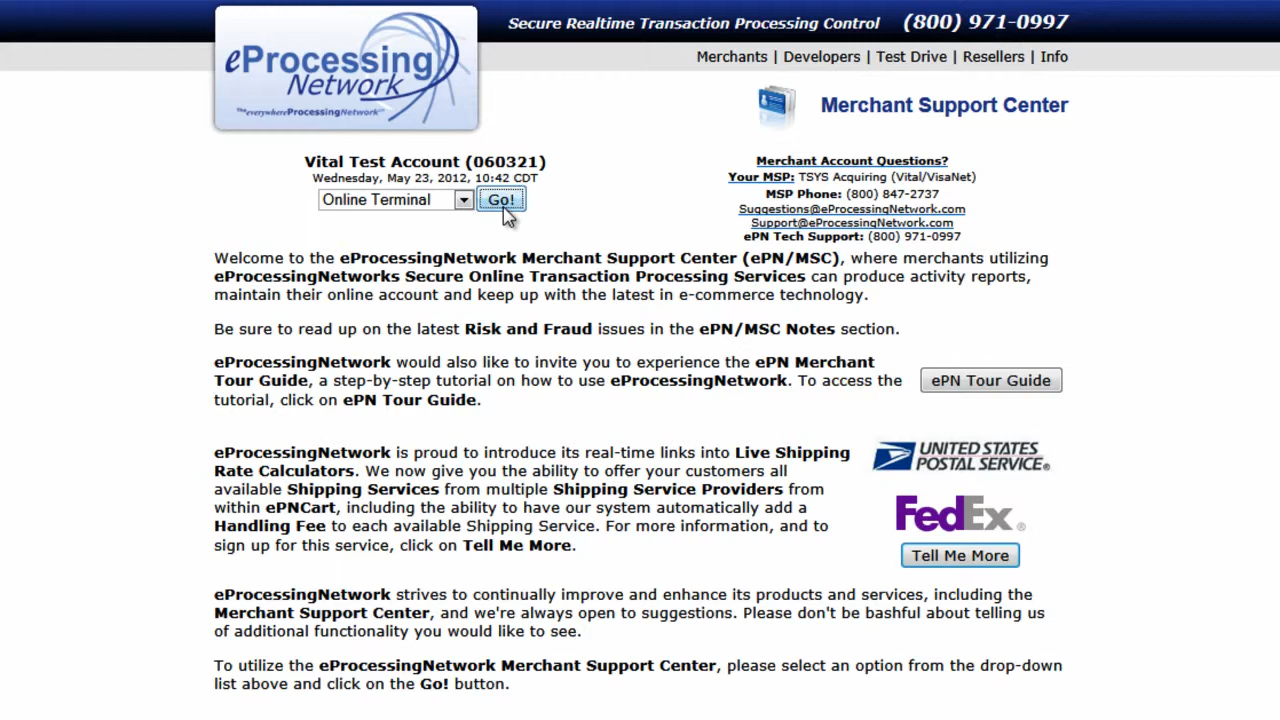 Secure Realtime Transaction Processing Control (800) 971-0997
eProcessing
Network
The everywhereProcessingNetwork℠
Merchants | Developers | Test Drive | Resellers | Info
Merchant Support Center
Vital Test Account (060321)
Wednesday, May 23, 2012, 10:42 CDT
Online Terminal Go!
Merchant Account Questions?
Your MSP: TSYS Acquiring (Vital/VisaNet)
MSP Phone: (800) 847-2737
Suggestions@eProcessingNetwork.com
Support@eProcessingNetwork.com
ePN Tech Support: (800) 971-0997
Welcome to the eProcessingNetwork Merchant Support Center (ePN/MSC), where merchants utilizing
eProcessingNetworks Secure Online Transaction Processing Services can produce activity reports,
maintain their online account and keep up with the latest in e-commerce technology.
Be sure to read up on the latest Risk and Fraud issues in the ePN/MSC Notes section.
eProcessingNetwork would also like to invite you to experience the ePN Merchant
Tour Guide, a step-by-step tutorial on how to use eProcessingNetwork. To access the
tutorial, click on ePN Tour Guide.
ePN Tour Guide
eProcessingNetwork is proud to introduce its real-time links into Live Shipping
Rate Calculators. We now give you the ability to offer your customers all
available Shipping Services from multiple Shipping Service Providers from
within ePNCart, including the ability to have our system automatically add a
Handling Fee to each available Shipping Service. For more information, and to
sign up for this service, click on Tell Me More.
UNITED STATES
POSTAL SERVICE®
FedEx®
Tell Me More
eProcessingNetwork strives to continually improve and enhance its products and services, including the
Merchant Support Center, and we're always open to suggestions. Please don't be bashful about telling us
of additional functionality you would like to see.
To utilize the eProcessingNetwork Merchant Support Center, please select an option from the drop-down
list above and click on the Go! button.